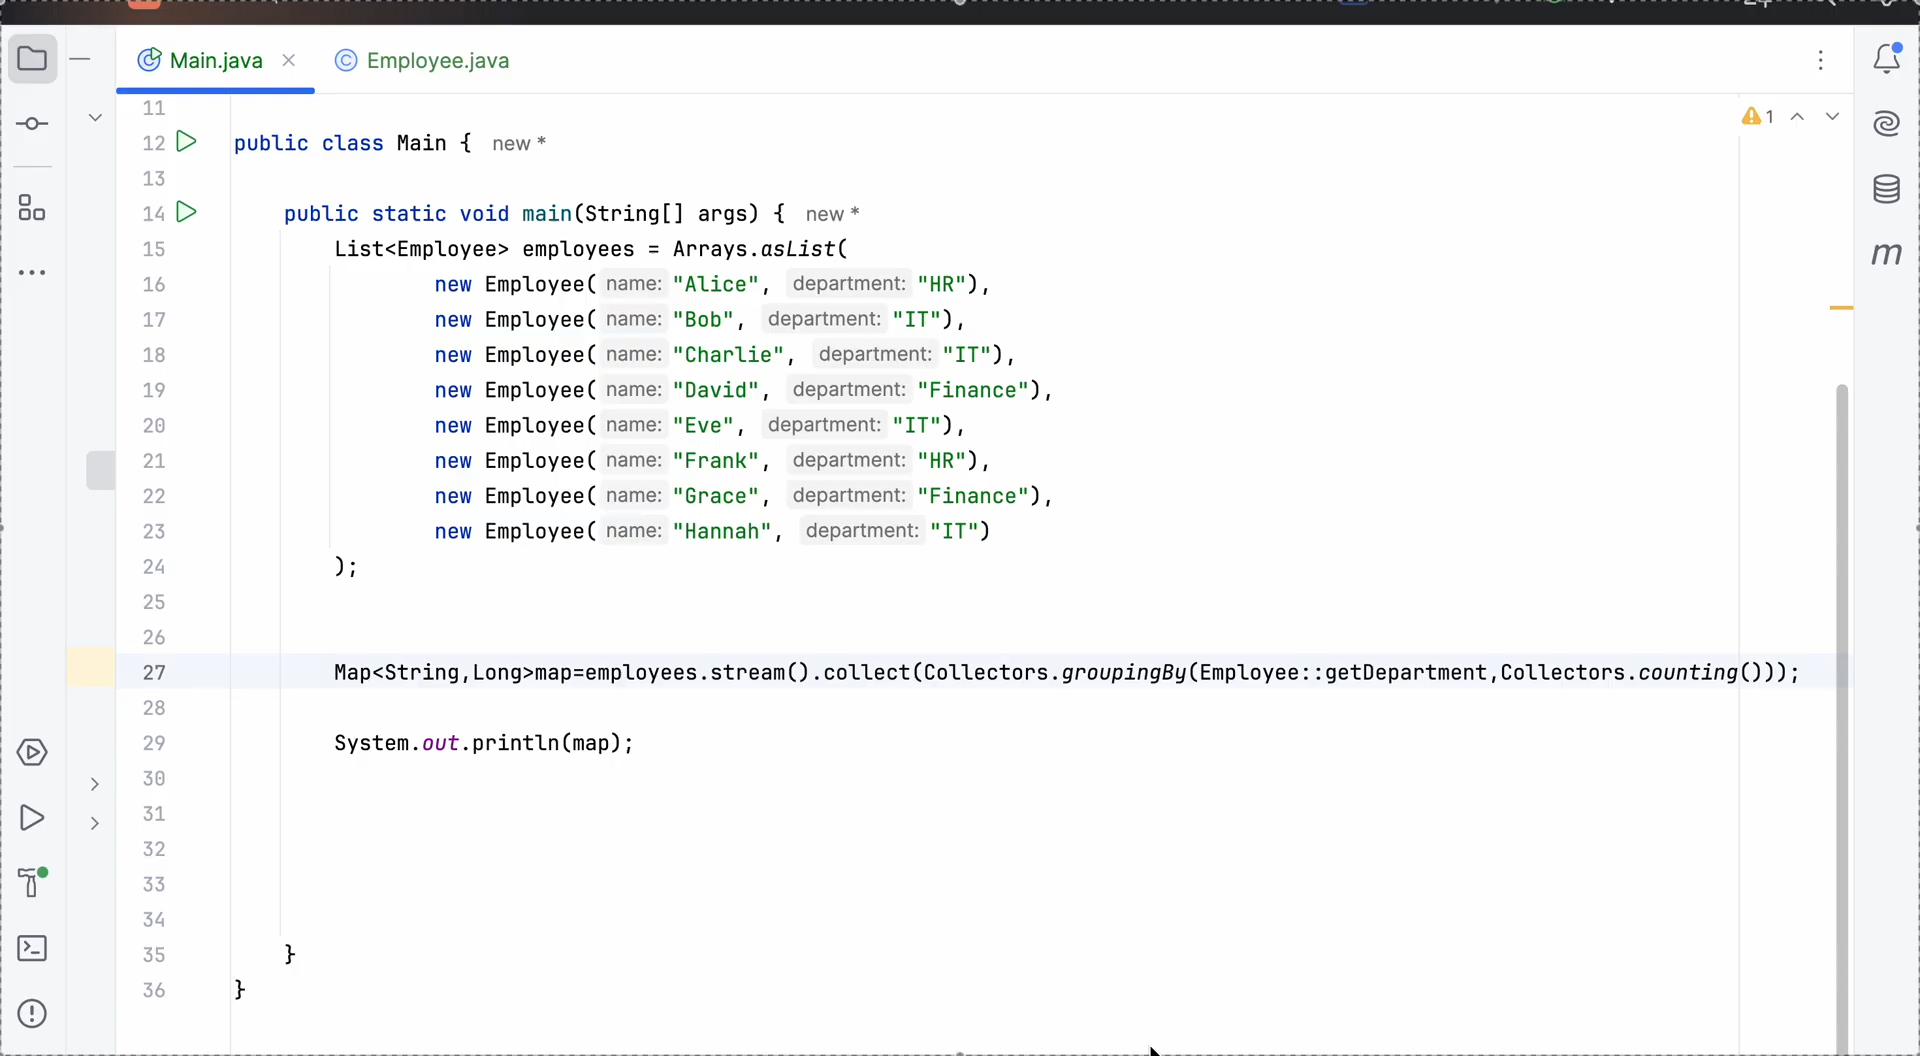 Main.java
Employee.java
11
12 public class Main { new *
13
14 public static void main(String[] args) { new *
15 List<Employee> employees = Arrays.asList(
16 new Employee( name: "Alice", department: "HR"),
17 new Employee( name: "Bob", department: "IT"),
18 new Employee( name: "Charlie", department: "IT"),
19 new Employee( name: "David", department: "Finance"),
20 new Employee( name: "Eve", department: "IT"),
21 new Employee( name: "Frank", department: "HR"),
22 new Employee( name: "Grace", department: "Finance"),
23 new Employee( name: "Hannah", department: "IT")
24 );
25
26
27 Map<String,Long>map=employees.stream().collect(Collectors.groupingBy(Employee::getDepartment,Collectors.counting()));
28
29 System.out.println(map);
30
31
32
33
34
35 }
36 }
1
m